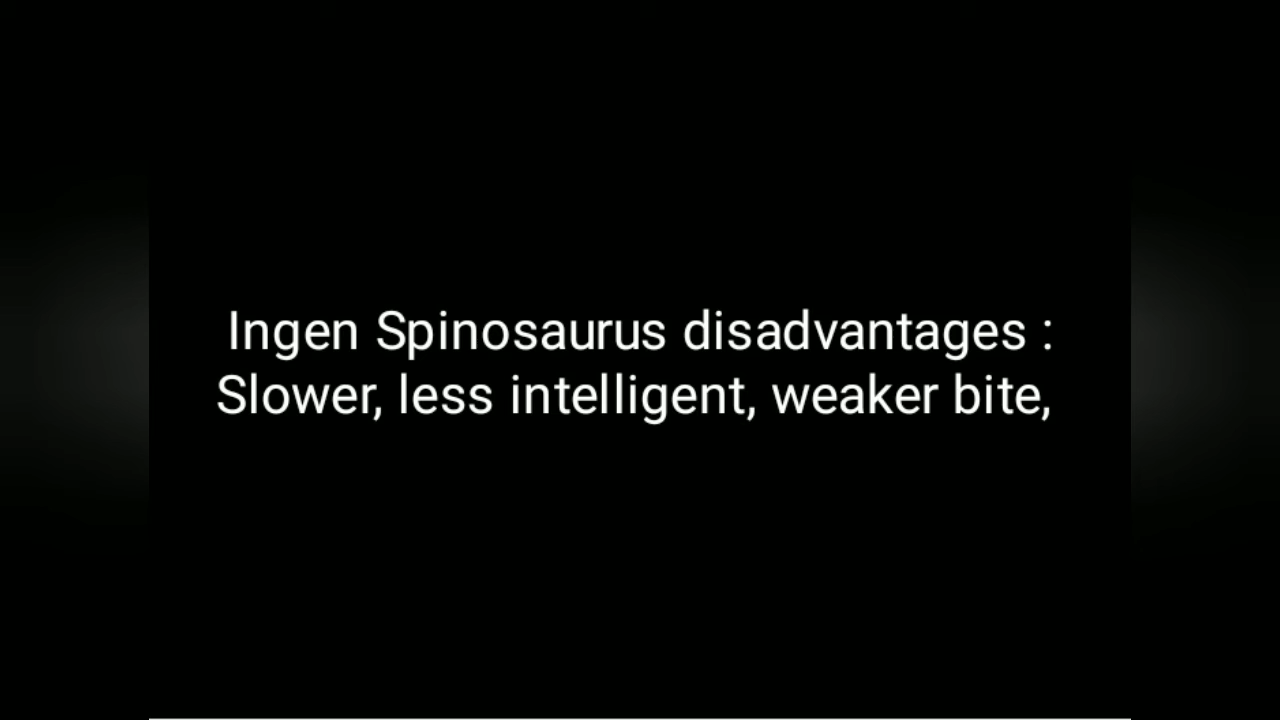 Ingen Spinosaurus disadvantages :
Slower, less intelligent, weaker bite,